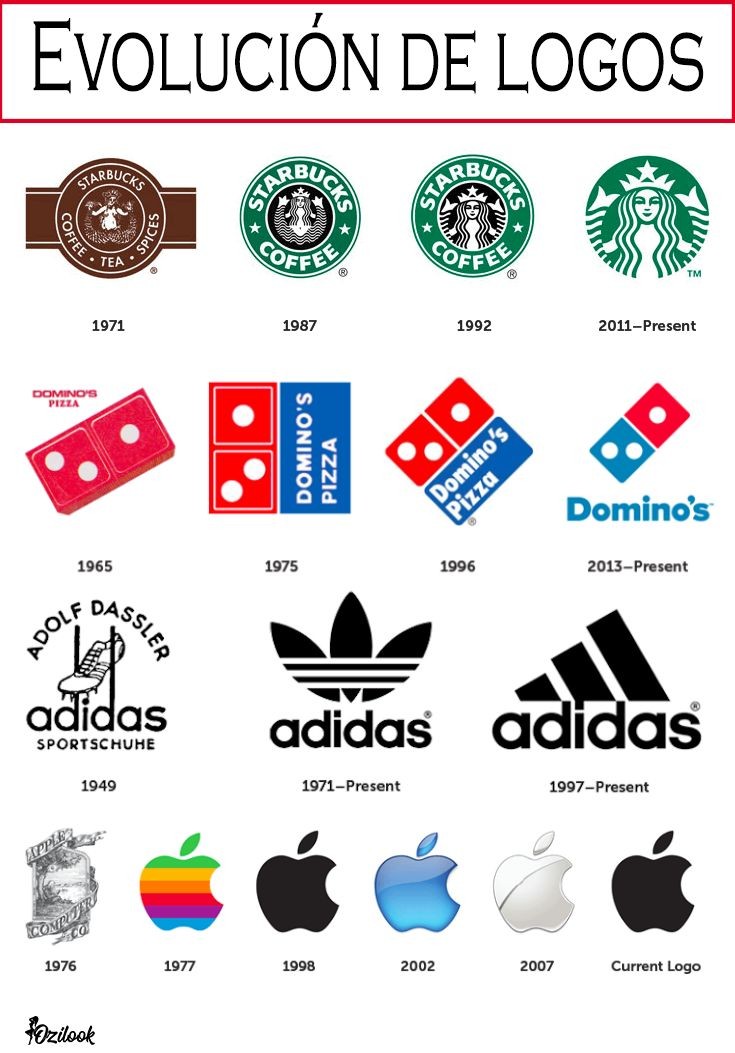 EVOLUCIÓN DE LOGOS
STARBUCKS
COFFEE • TEA • SPICES
®
STARBUCKS
COFFEE
®
STARBUCKS
COFFEE
®
TM
1971
1987
1992
2011–Present
DOMINO'S
PIZZA
DOMINO'S
PIZZA
Domino's
Pizza
®
Domino's
1965
1975
1996
2013–Present
ADOLF DASSLER
adidas
SPORTSCHUHE
adidas®
adidas®
1949
1971–Present
1997–Present
APPLE
COMPUTER
CO
1976
1977
1998
2002
2007
Current Logo
Ozilook